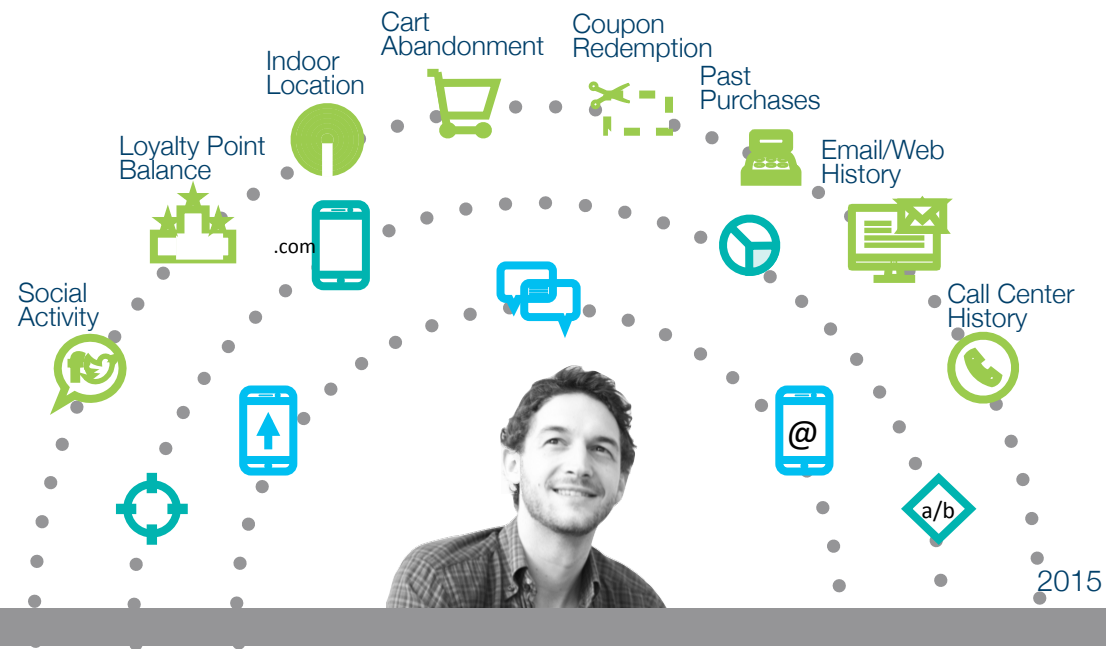 Cart
Abandonment
Coupon
Redemption
Indoor
Location
Past
Purchases
Loyalty Point
Balance
Email/Web
History
.com
Social
Activity
Call Center
History
@
a/b
2015